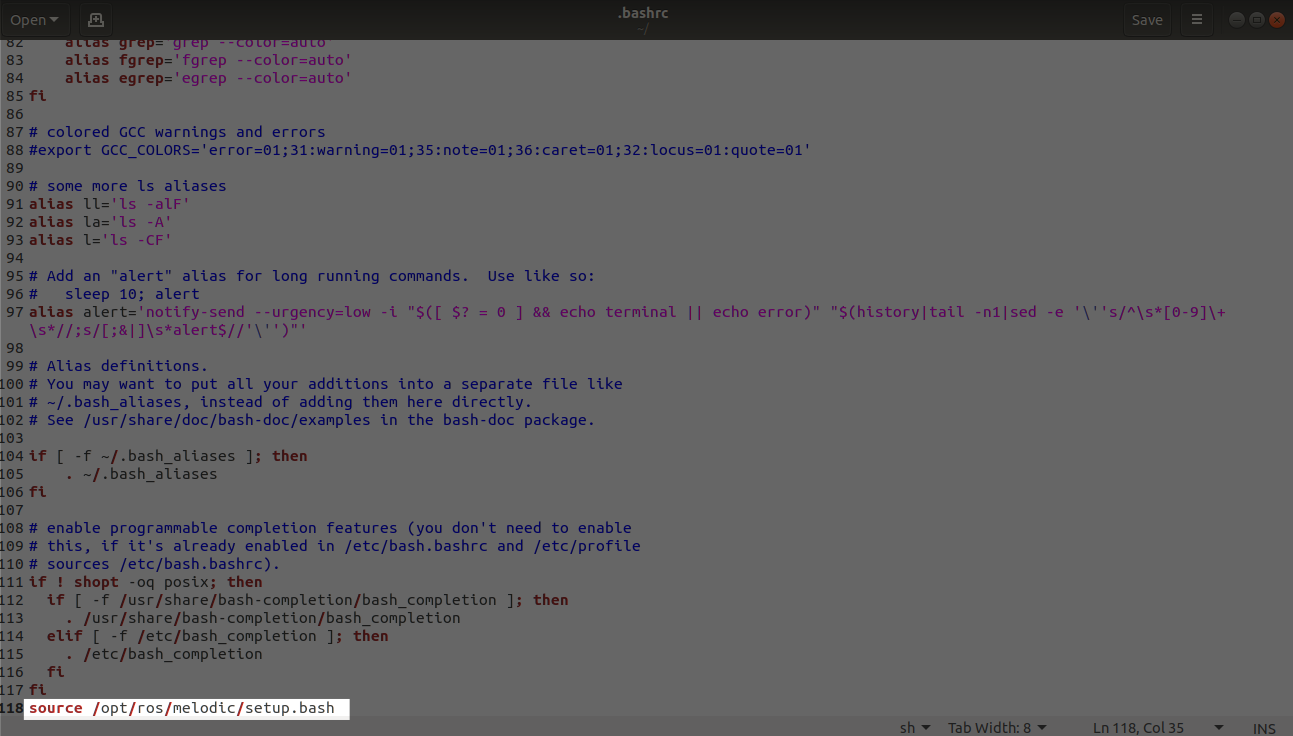 Open
.bashrc
~/
Save
82     alias grep='grep --color=auto'
83     alias fgrep='fgrep --color=auto'
84     alias egrep='egrep --color=auto'
85 fi
86
87 # colored GCC warnings and errors
88 #export GCC_COLORS='error=01;31:warning=01;35:note=01;36:caret=01;32:locus=01:quote=01'
89
90 # some more ls aliases
91 alias ll='ls -alF'
92 alias la='ls -A'
93 alias l='ls -CF'
94
95 # Add an "alert" alias for long running commands.  Use like so:
96 #   sleep 10; alert
97 alias alert='notify-send --urgency=low -i "$([ $? = 0 ] && echo terminal || echo error)" "$(history|tail -n1|sed -e '\''s/^\s*[0-9]\+
\s*//;s/[;&|]\s*alert$//'\'')"'
98
99 # Alias definitions.
100 # You may want to put all your additions into a separate file like
101 # ~/.bash_aliases, instead of adding them here directly.
102 # See /usr/share/doc/bash-doc/examples in the bash-doc package.
103
104 if [ -f ~/.bash_aliases ]; then
105     . ~/.bash_aliases
106 fi
107
108 # enable programmable completion features (you don't need to enable
109 # this, if it's already enabled in /etc/bash.bashrc and /etc/profile
110 # sources /etc/bash.bashrc).
111 if ! shopt -oq posix; then
112   if [ -f /usr/share/bash-completion/bash_completion ]; then
113     . /usr/share/bash-completion/bash_completion
114   elif [ -f /etc/bash_completion ]; then
115     . /etc/bash_completion
116   fi
117 fi
118 source /opt/ros/melodic/setup.bash
sh
Tab Width: 8
Ln 118, Col 35
INS